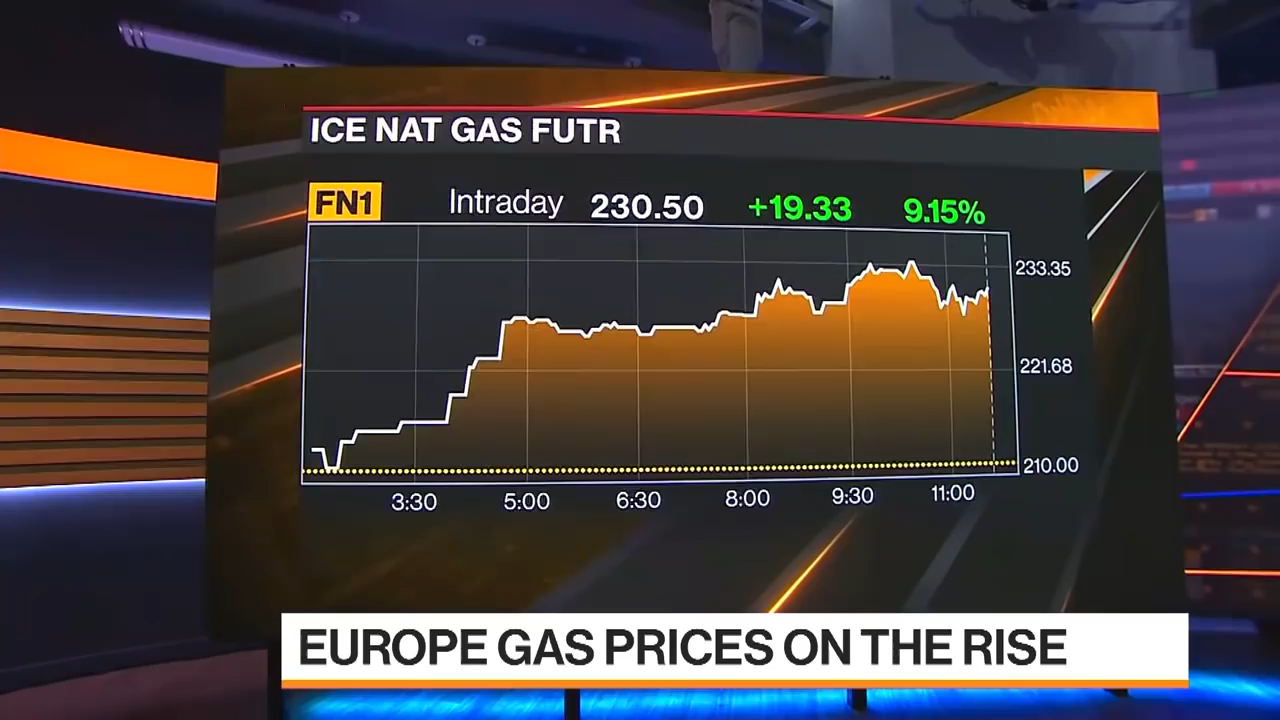 ICE NAT GAS FUTR
FN1 Intraday 230.50 +19.33 9.15%
233.35
221.68
210.00
3:30 5:00 6:30 8:00 9:30 11:00
EUROPE GAS PRICES ON THE RISE